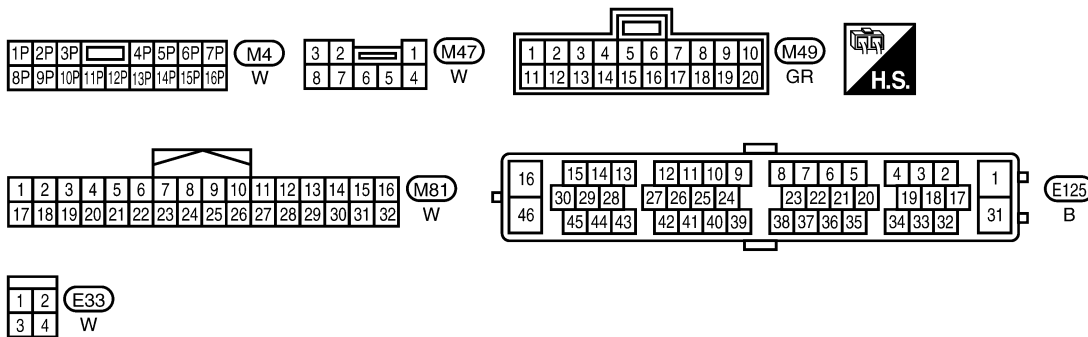 1P 2P 3P 4P 5P 6P 7P
8P 9P 10P 11P 12P 13P 14P 15P 16P
M4
W
3 2 1
8 7 6 5 4
M47
W
1 2 3 4 5 6 7 8 9 10
11 12 13 14 15 16 17 18 19 20
M49
GR
H.S.
1 2 3 4 5 6 7 8 9 10 11 12 13 14 15 16
17 18 19 20 21 22 23 24 25 26 27 28 29 30 31 32
M81
W
16 15 14 13 12 11 10 9 8 7 6 5 4 3 2 1
30 29 28 27 26 25 24 23 22 21 20 19 18 17
46 45 44 43 42 41 40 39 38 37 36 35 34 33 32 31
E125
B
1 2
3 4
E33
W